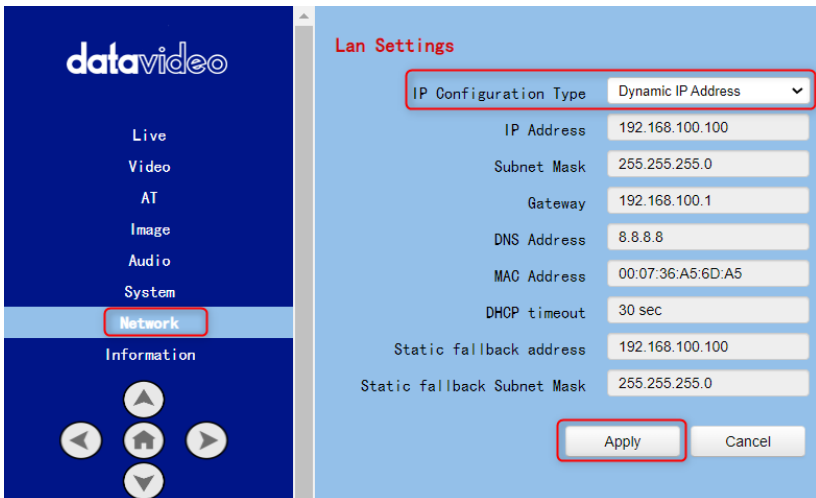 datavideo
Live
Video
AT
Image
Audio
System
Network
Information
Lan Settings
IP Configuration Type Dynamic IP Address
IP Address 192.168.100.100
Subnet Mask 255.255.255.0
Gateway 192.168.100.1
DNS Address 8.8.8.8
MAC Address 00:07:36:A5:6D:A5
DHCP timeout 30 sec
Static fallback address 192.168.100.100
Static fallback Subnet Mask 255.255.255.0
Apply Cancel